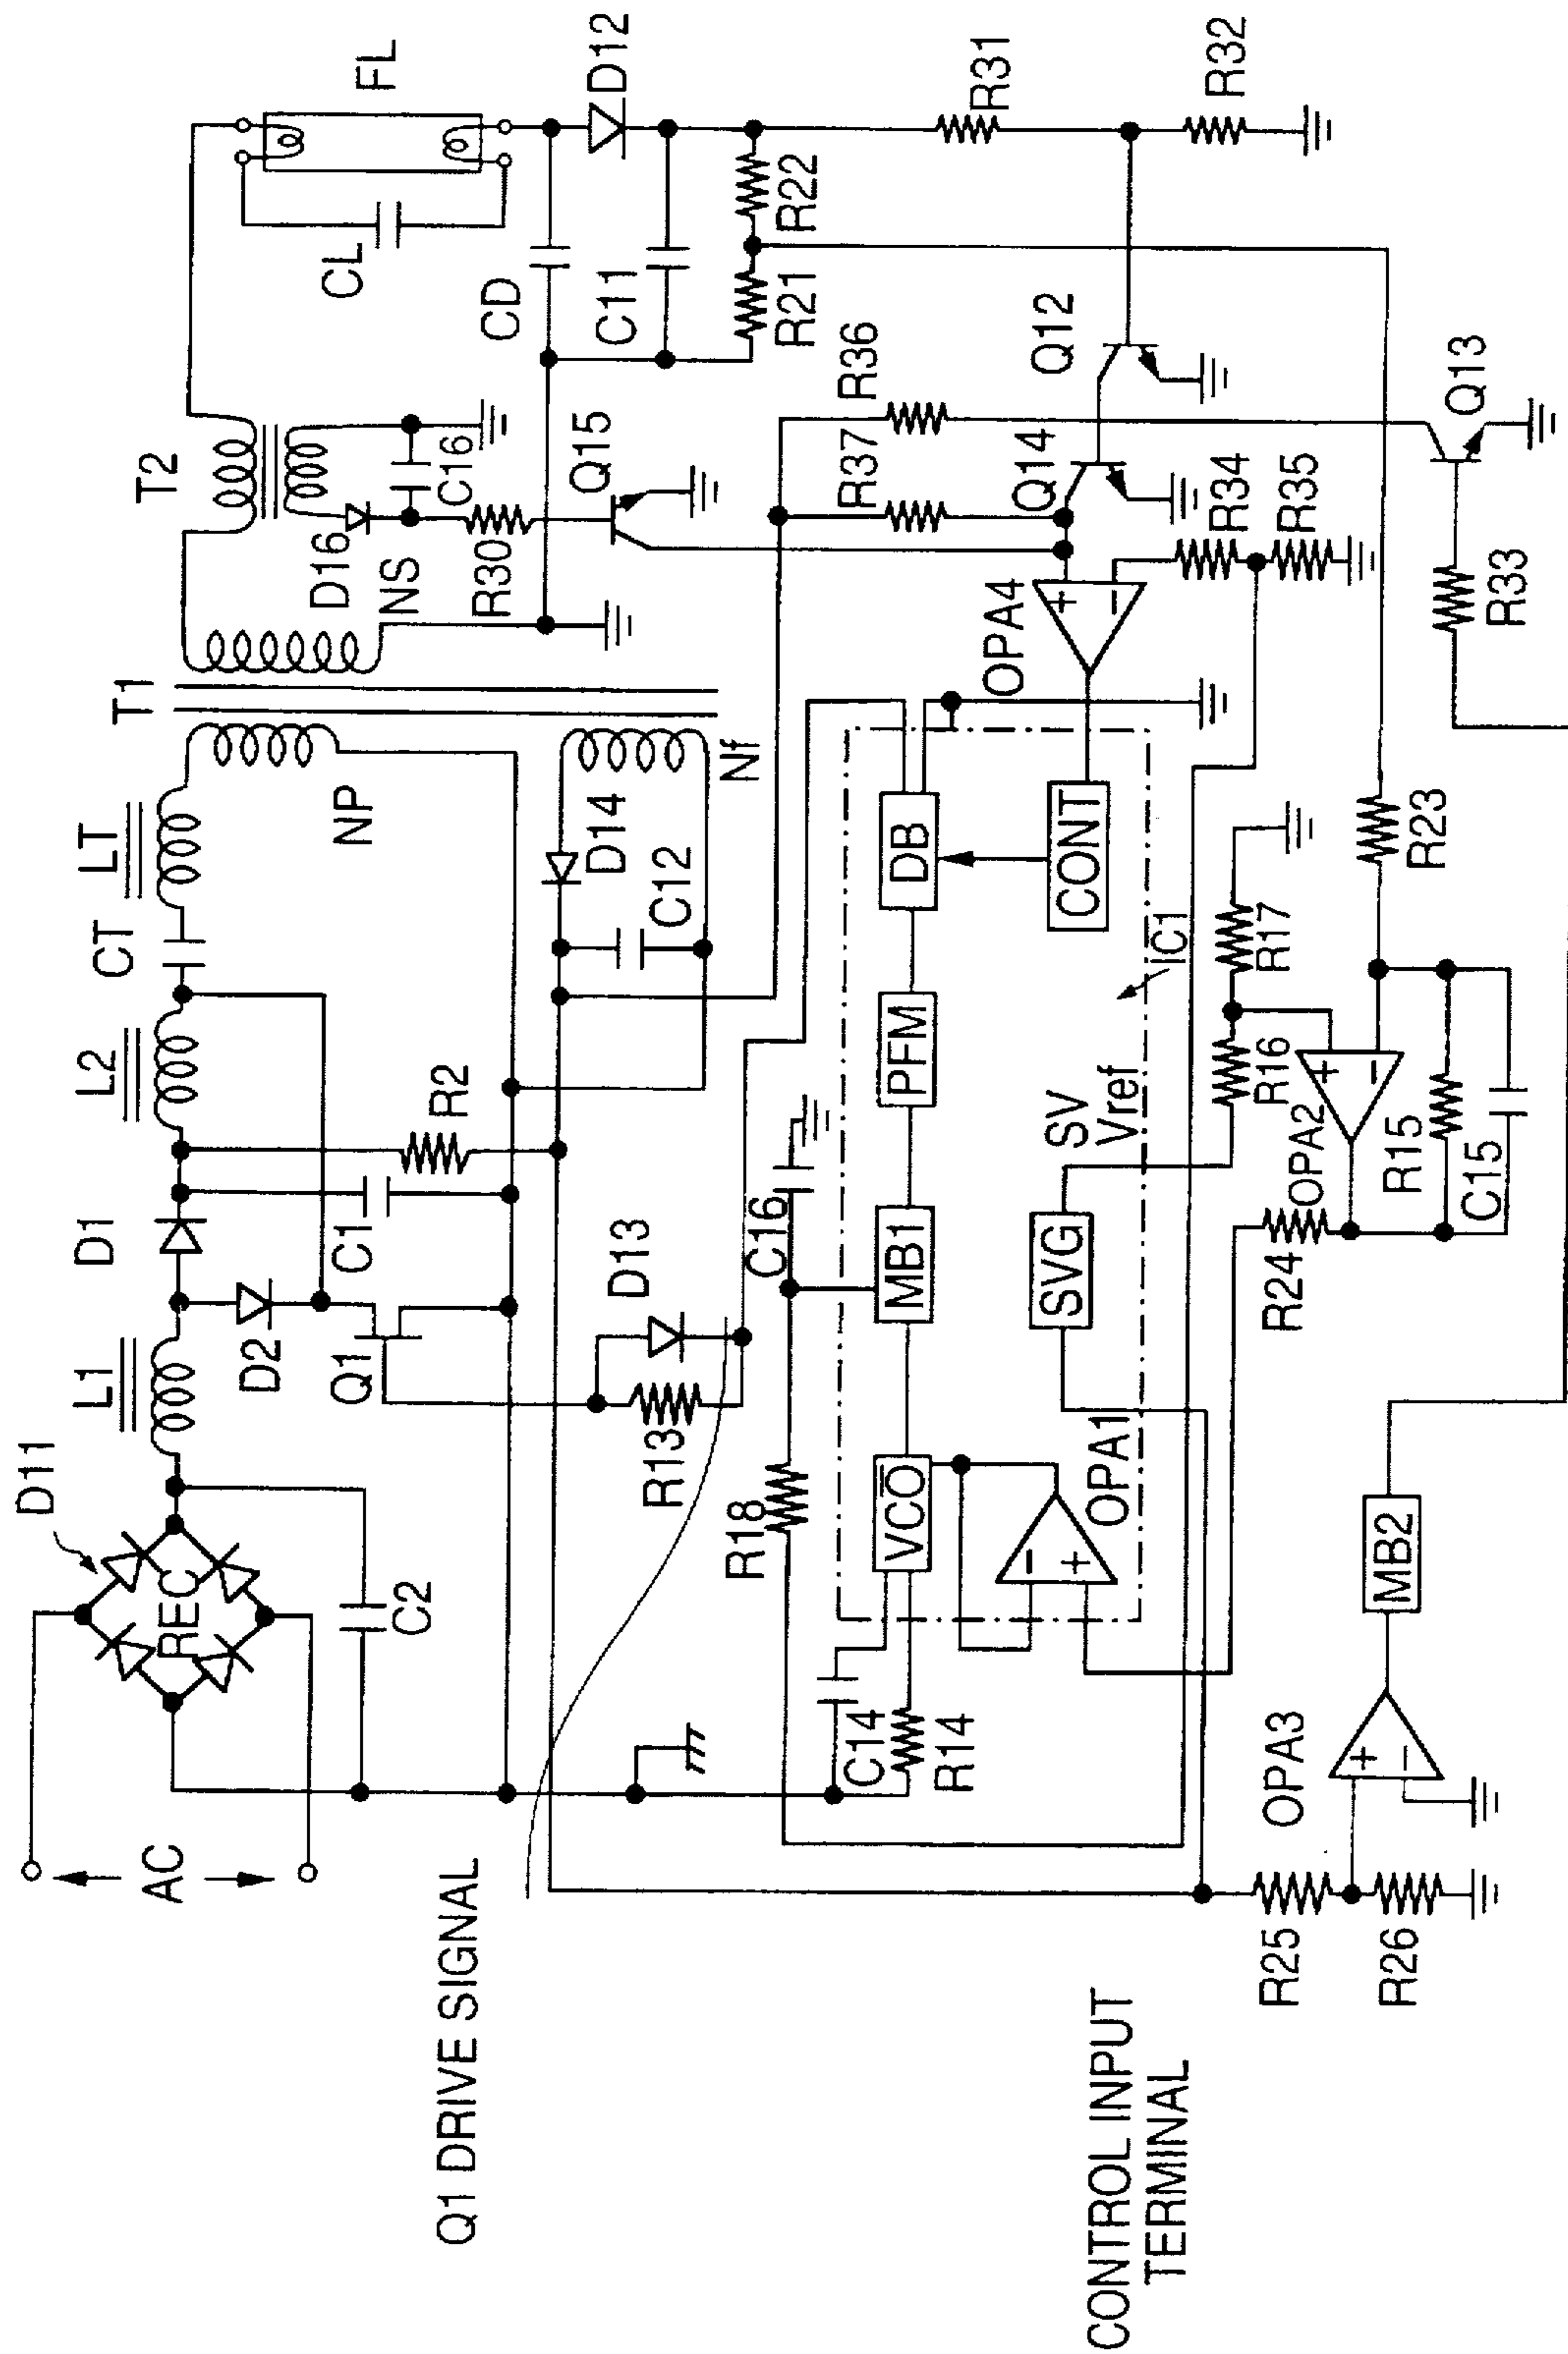 D11
L1
D1
L2
CT
LT
T1
T2
FL
AC
REC
C2
D2
C1
R2
NP
NS
D16
C16
CL
CD
D12
Q1
C11
Q15
R30
R21
R22
Q1 DRIVE SIGNAL
R13
D13
D14
C12
Nf
R37
R36
R31
R32
R18
C16
C14
R14
VCO
MB1
PFM
DB
CONT
OPA4
Q14
Q12
OPA1
SVG
SV
Vref
IC1
R34
R35
CONTROL INPUT
TERMINAL
R25
R26
OPA3
R24
OPA2
R16
R17
R15
C15
R23
MB2
R33
Q13
+
−
+
−
+
−
+
−